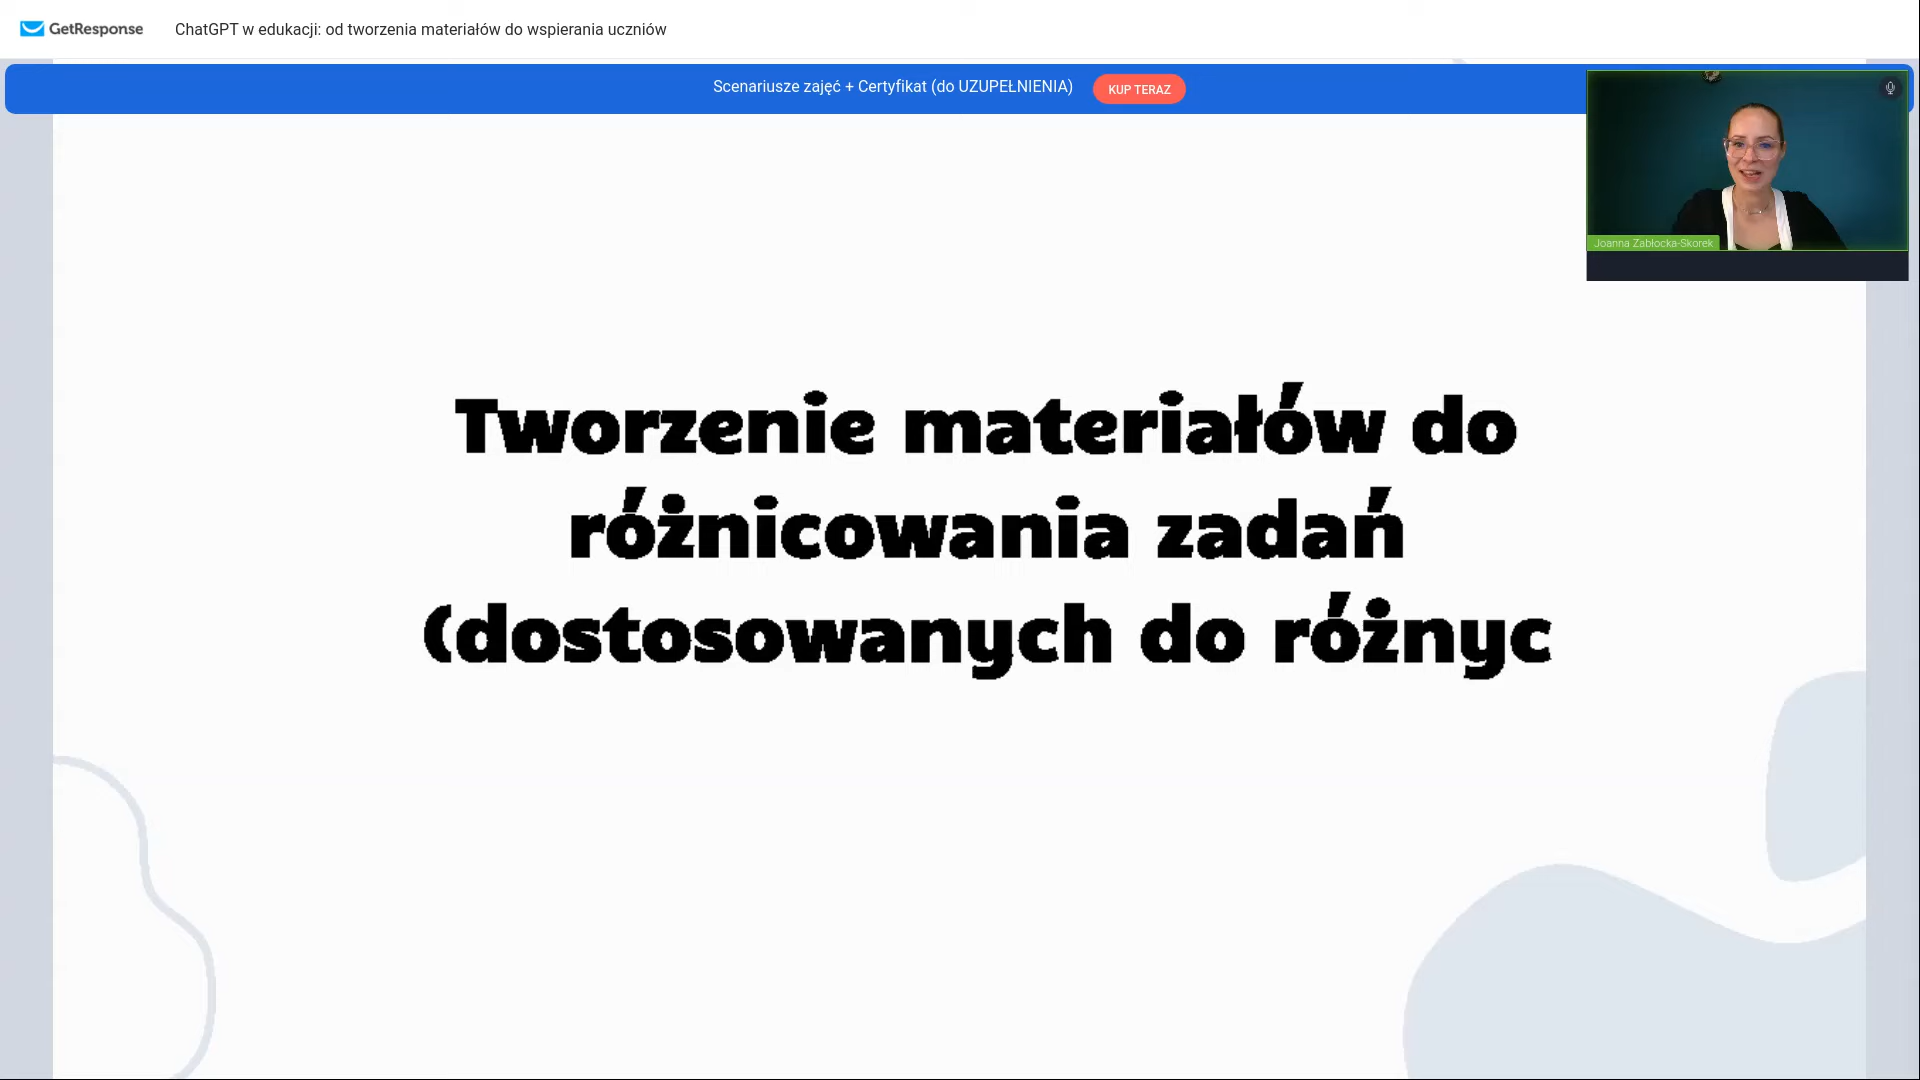 GetResponse
ChatGPT w edukacji: od tworzenia materiałów do wspierania uczniów
Scenariusze zajęć + Certyfikat (do UZUPEŁNIENIA)
KUP TERAZ
Joanna Zabłocka-Skorek
Tworzenie materiałów do
różnicowania zadań
(dostosowanych do różnyc